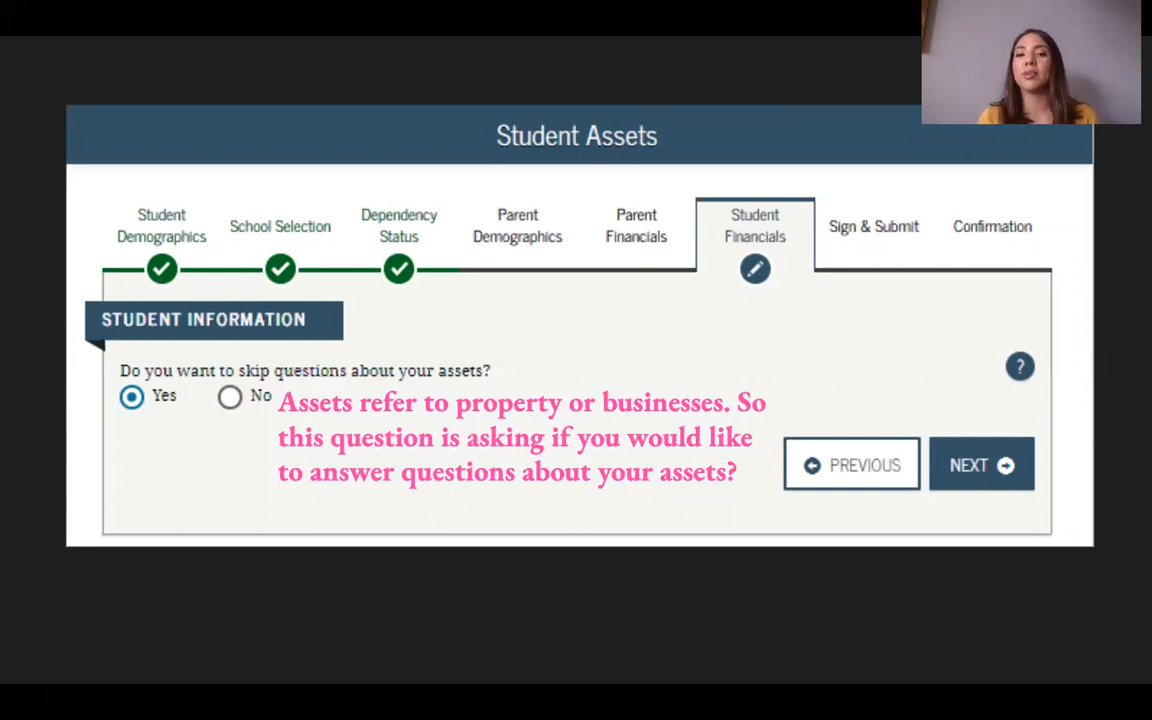 Student Assets
Student
Demographics
School Selection
Dependency
Status
Parent
Demographics
Parent
Financials
Student
Financials
Sign & Submit
Confirmation
STUDENT INFORMATION
Do you want to skip questions about your assets?
?
Yes
No
Assets refer to property or businesses. So
this question is asking if you would like
to answer questions about your assets?
PREVIOUS
NEXT